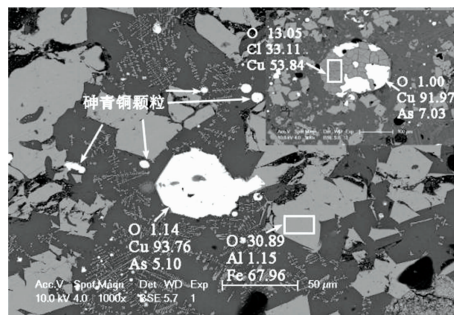 O 13.05
Cl 33.11
Cu 53.84
O 1.00
Cu 91.97
As 7.03
砷青铜颗粒
O 1.14
Cu 93.76
As 5.10
O 30.89
Al 1.15
Fe 67.96
Acc.V Spot Magn Det WD Exp
10.0 kV 4.0 1000x BSE 5.7 1
50 µm